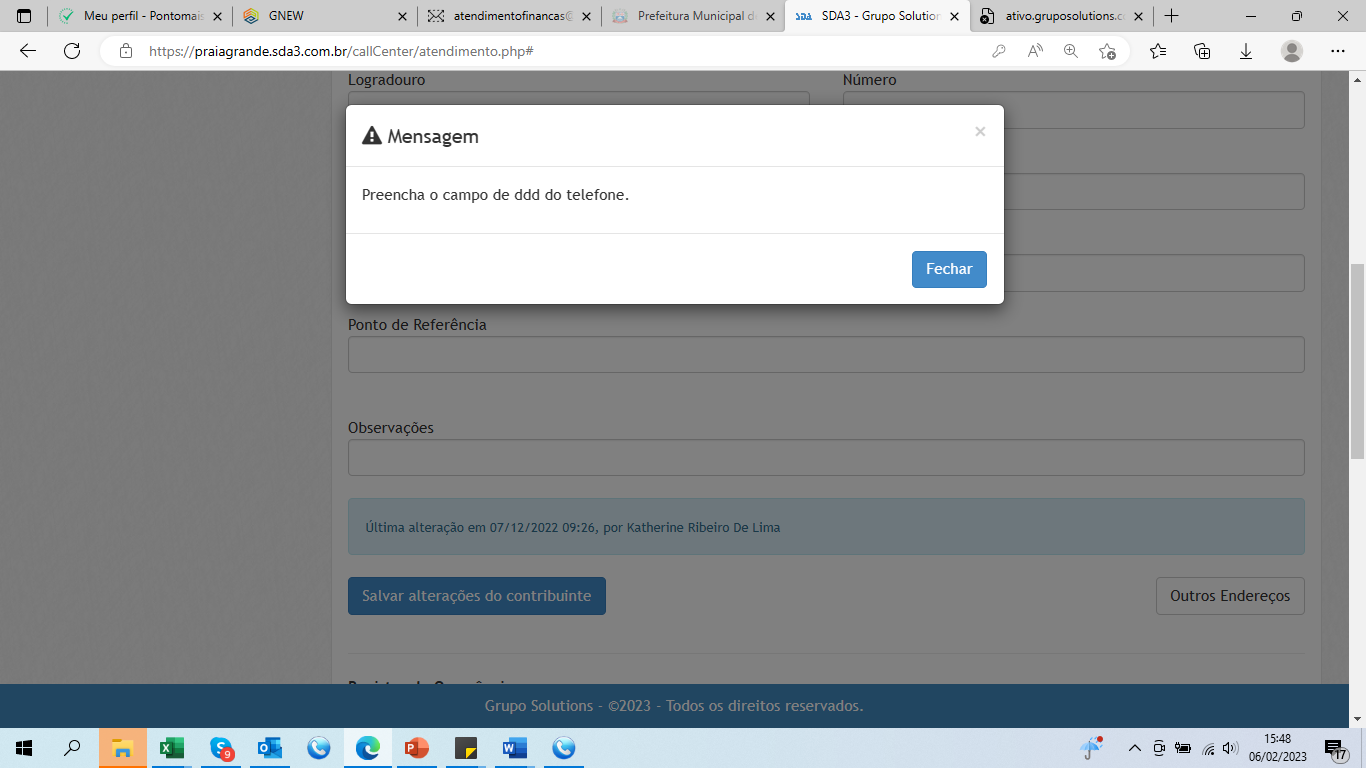 Meu perfil - Pontomais
GNEW
atendimentofinancas@
Prefeitura Municipal d
SDA3 - Grupo Solution
ativo.gruposolutions.c
https://praiagrande.sda3.com.br/callCenter/atendimento.php#
Logradouro
Número
Mensagem
×
Preencha o campo de ddd do telefone.
Fechar
Ponto de Referência
Observações
Última alteração em 07/12/2022 09:26, por Katherine Ribeiro De Lima
Salvar alterações do contribuinte
Outros Endereços
Grupo Solutions - ©2023 - Todos os direitos reservados.
9
15:48
06/02/2023
17